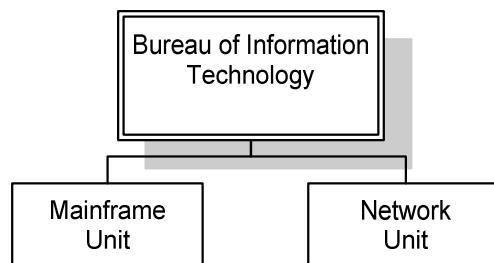 Bureau of Information
Technology
Mainframe
Unit
Network
Unit